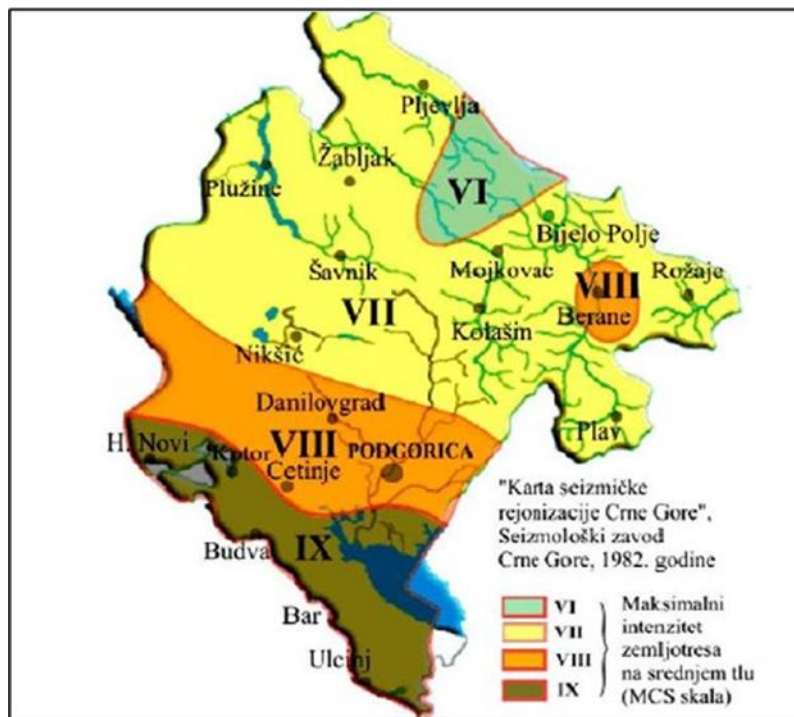 Pljevlja
Žabljak
Plužine
VI
Bijelo Polje
Šavnik
Mojkovac
VIII
Rožaje
VII
Berane
Kolašin
Nikšić
Danilovgrad
Plav
H. Novi
Kotor
VIII
PODGORICA
Cetinje
Budva
IX
Bar
Ulcinj
"Karta seizmičke
rejonizacije Crne Gore",
Seizmološki zavod
Crne Gore, 1982. godine
VI
VII
VIII
IX
Maksimalni
intenzitet
zemljotresa
na srednjem tlu
(MCS skala)